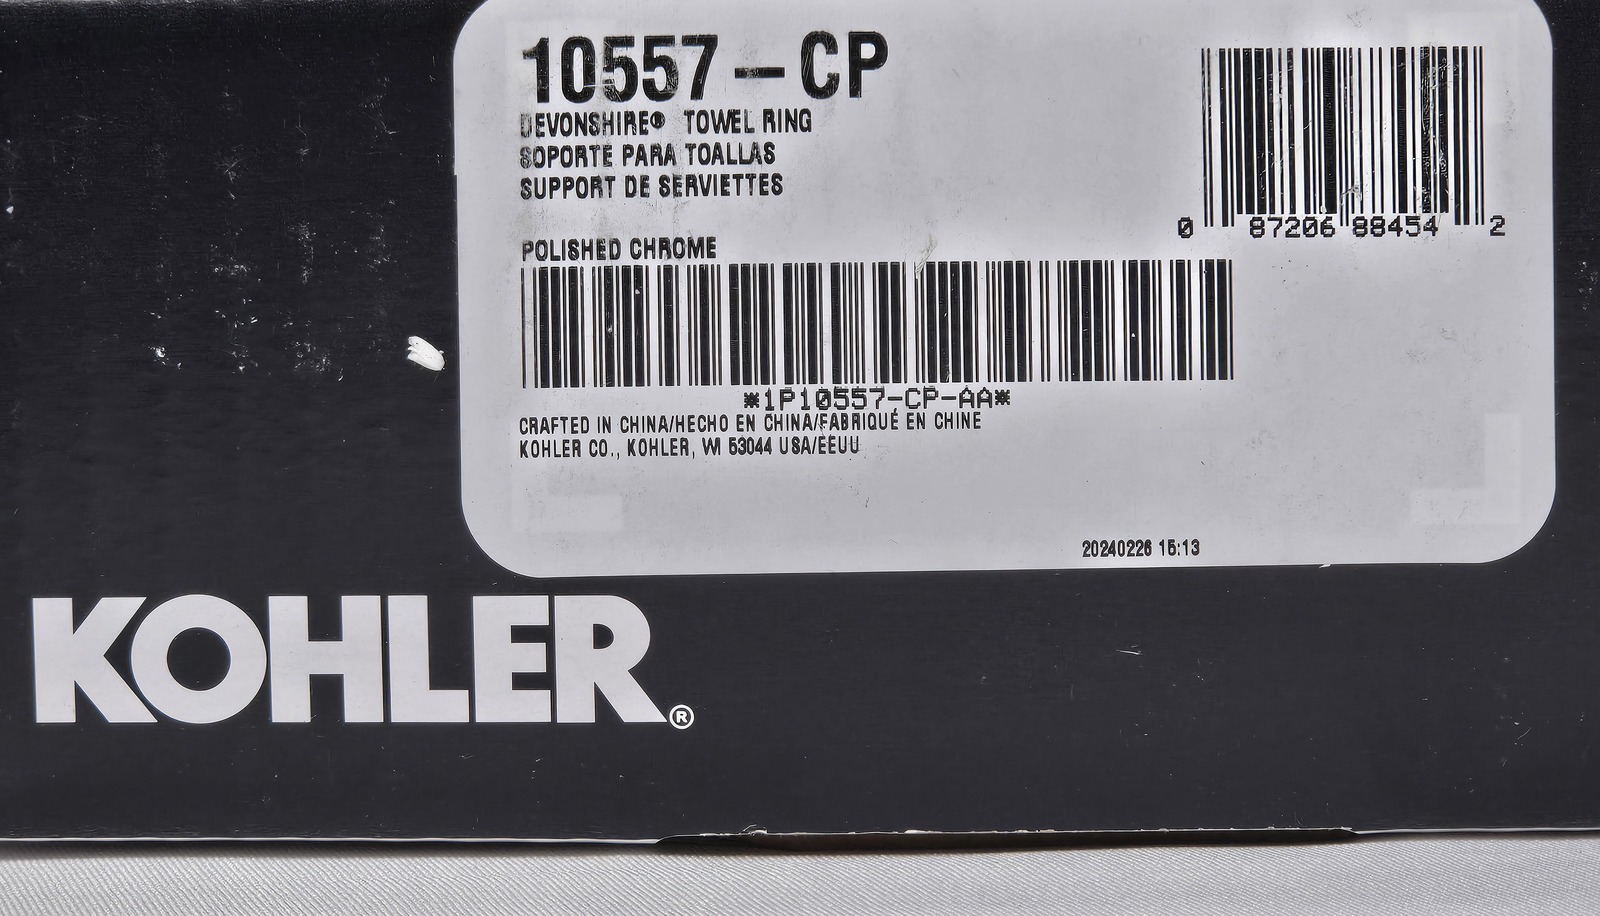 10557-CP
DEVONSHIRE® TOWEL RING
SOPORTE PARA TOALLAS
SUPPORT DE SERVIETTES
0 87206 88454 2
POLISHED CHROME
*1P10557-CP-AA*
CRAFTED IN CHINA/HECHO EN CHINA/FABRIQUÉ EN CHINE
KOHLER CO., KOHLER, WI 53044 USA/EEUU
20240226 15:13
KOHLER®